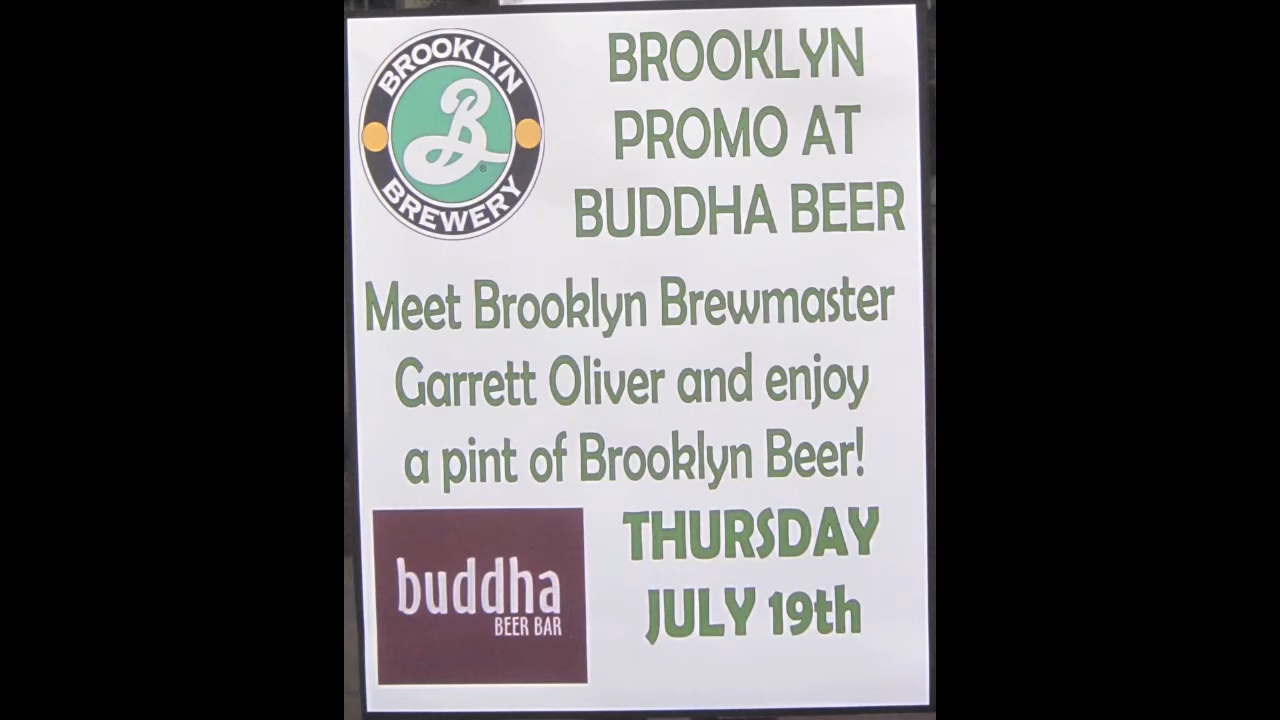 BROOKLYN
BREWERY
B
®
BROOKLYN
PROMO AT
BUDDHA BEER
Meet Brooklyn Brewmaster
Garrett Oliver and enjoy
a pint of Brooklyn Beer!
THURSDAY
JULY 19th
buddha
BEER BAR